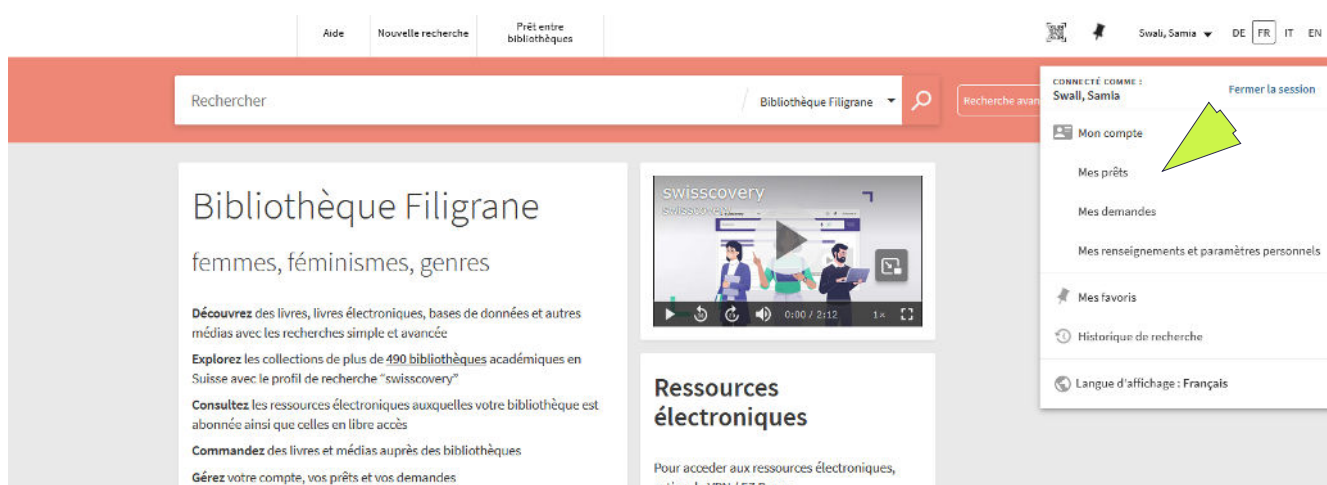 Aide
Nouvelle recherche
Prêt entre
bibliothèques
Swali, Samia
DE FR IT EN
Rechercher
Bibliothèque Filigrane
Recherche avan
CONNECTÉ COMME :
Swali, Samia
Fermer la session
Mon compte
Mes prêts
Mes demandes
Mes renseignements et paramètres personnels
Mes favoris
Historique de recherche
Langue d'affichage : Français
Bibliothèque Filigrane
femmes, féminismes, genres
Découvrez des livres, livres électroniques, bases de données et autres
médias avec les recherches simple et avancée
Explorez les collections de plus de 490 bibliothèques académiques en
Suisse avec le profil de recherche "swisscovery"
Consultez les ressources électroniques auxquelles votre bibliothèque est
abonnée ainsi que celles en libre accès
Commandez des livres et médias auprès des bibliothèques
Gérez votre compte, vos prêts et vos demandes
swisscovery
swisscovery
0:00 / 2:12
1×
Ressources
électroniques
Pour acceder aux ressources électroniques,